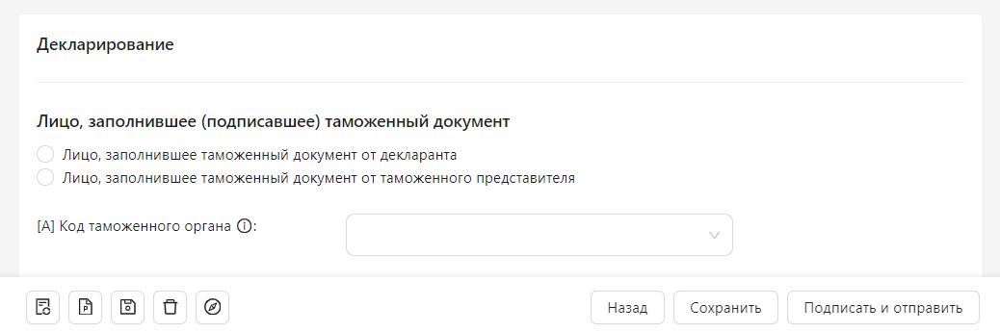 Декларирование
Лицо, заполнившее (подписавшее) таможенный документ
Лицо, заполнившее таможенный документ от декларанта
Лицо, заполнившее таможенный документ от таможенного представителя
[A] Код таможенного органа :
Назад Сохранить Подписать и отправить